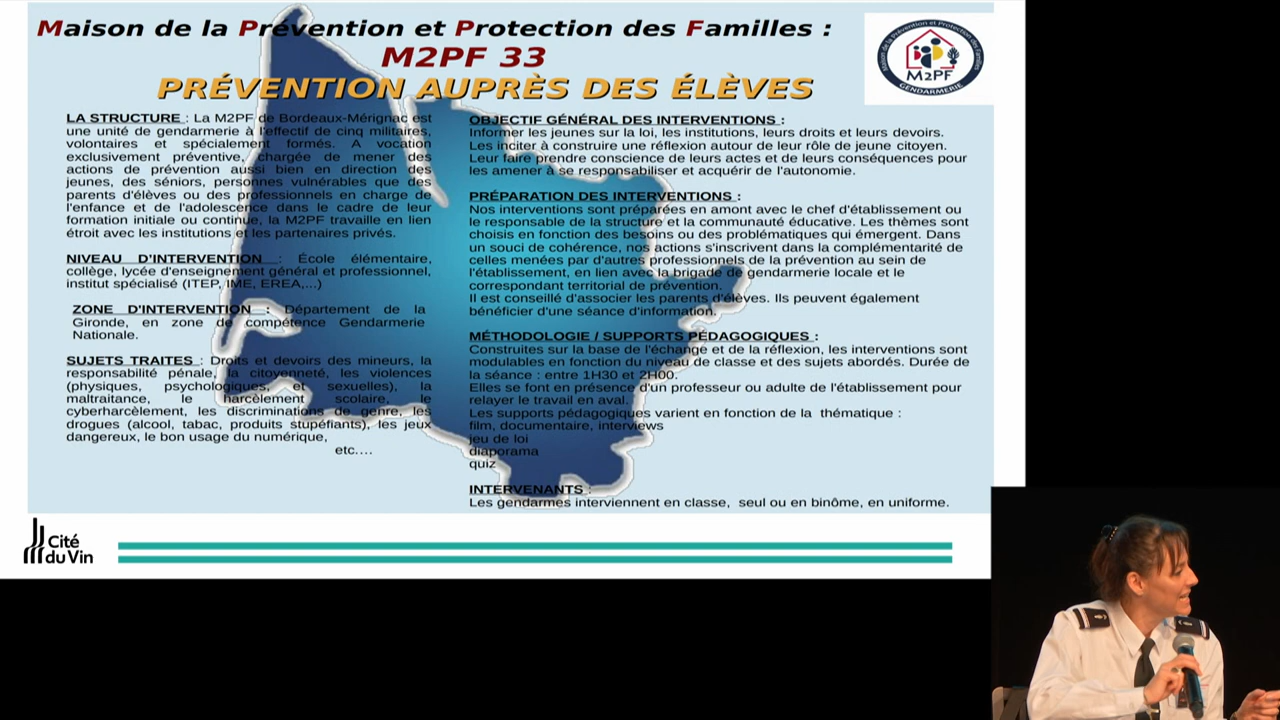 Maison de la Prévention et Protection des Familles :
M2PF 33
PRÉVENTION AUPRÈS DES ÉLÈVES
Maison de la Prévention et Protection des Familles
M2PF
GENDARMERIE
LA STRUCTURE : La M2PF de Bordeaux-Mérignac est
une unité de gendarmerie à l'effectif de cinq militaires,
volontaires et spécialement formés. A vocation
exclusivement préventive, chargée de mener des
actions de prévention aussi bien en direction des
jeunes, des séniors, personnes vulnérables que des
parents d'élèves ou des professionnels en charge de
l'enfance et de l'adolescence dans le cadre de leur
formation initiale ou continue, la M2PF travaille en lien
étroit avec les institutions et les partenaires privés.
NIVEAU D'INTERVENTION : École élémentaire,
collège, lycée d'enseignement général et professionnel,
institut spécialisé (ITEP, IME, EREA,...)
ZONE D'INTERVENTION : Département de la
Gironde, en zone de compétence Gendarmerie
Nationale.
SUJETS TRAITES : Droits et devoirs des mineurs, la
responsabilité pénale, la citoyenneté, les violences
(physiques, psychologiques, et sexuelles), la
maltraitance, le harcèlement scolaire, le
cyberharcèlement, les discriminations de genre, les
drogues (alcool, tabac, produits stupéfiants), les jeux
dangereux, le bon usage du numérique,
etc....
OBJECTIF GÉNÉRAL DES INTERVENTIONS :
Informer les jeunes sur la loi, les institutions, leurs droits et leurs devoirs.
Les inciter à construire une réflexion autour de leur rôle de jeune citoyen.
Leur faire prendre conscience de leurs actes et de leurs conséquences pour
les amener à se responsabiliser et acquérir de l'autonomie.
PRÉPARATION DES INTERVENTIONS :
Nos interventions sont préparées en amont avec le chef d'établissement ou
le responsable de la structure et la communauté éducative. Les thèmes sont
choisis en fonction des besoins ou des problématiques qui émergent. Dans
un souci de cohérence, nos actions s'inscrivent dans la complémentarité de
celles menées par d'autres professionnels de la prévention au sein de
l'établissement, en lien avec la brigade de gendarmerie locale et le
correspondant territorial de prévention.
Il est conseillé d'associer les parents d'élèves. Ils peuvent également
bénéficier d'une séance d'information.
MÉTHODOLOGIE / SUPPORTS PÉDAGOGIQUES :
Construites sur la base de l'échange et de la réflexion, les interventions sont
modulables en fonction du niveau de classe et des sujets abordés. Durée de
la séance : entre 1H30 et 2H00.
Elles se font en présence d'un professeur ou adulte de l'établissement pour
relayer le travail en aval.
Les supports pédagogiques varient en fonction de la thématique :
film, documentaire, interviews
jeu de loi
diaporama
quiz
INTERVENANTS :
Les gendarmes interviennent en classe, seul ou en binôme, en uniforme.
Cité
du Vin